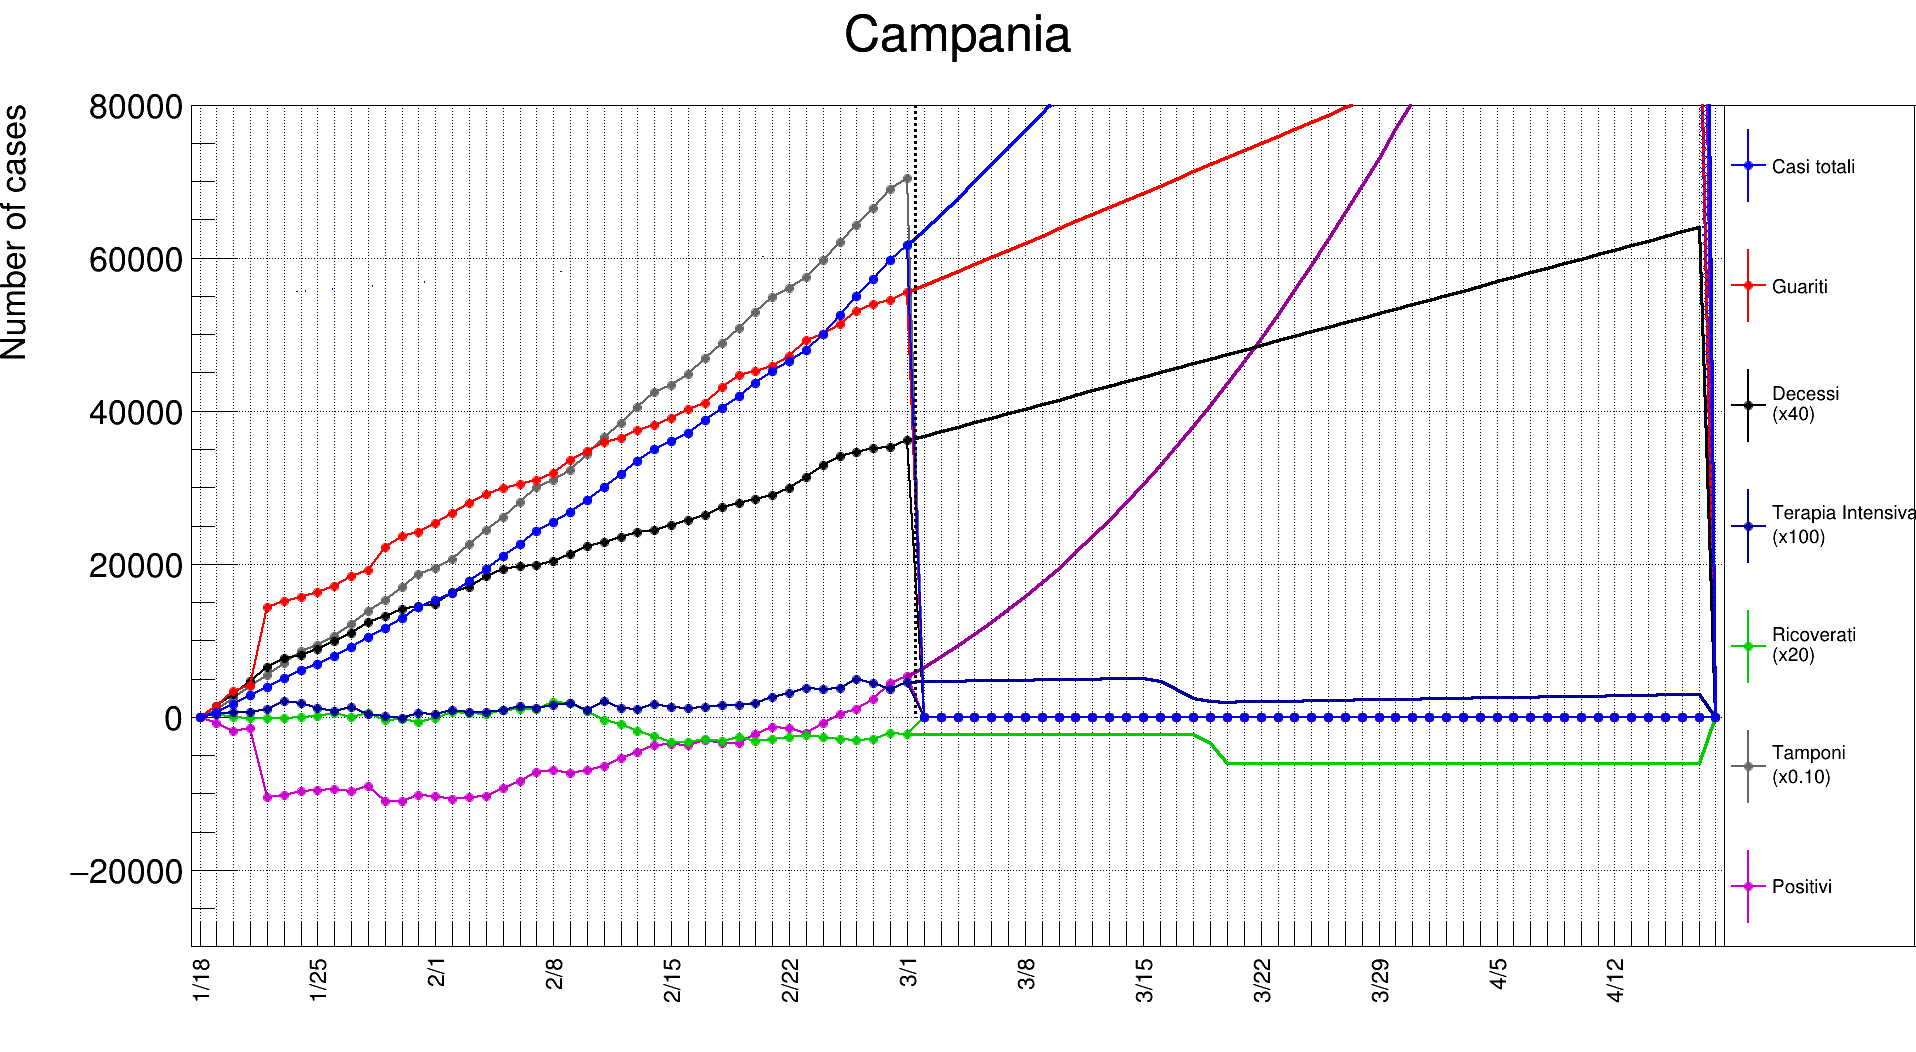 Campania
Number of cases
80000
60000
40000
20000
0
−20000
1/18
1/25
2/1
2/8
2/15
2/22
3/1
3/8
3/15
3/22
3/29
4/5
4/12
Casi totali
Guariti
Decessi
(x40)
Terapia Intensiva
(x100)
Ricoverati
(x20)
Tamponi
(x0.10)
Positivi